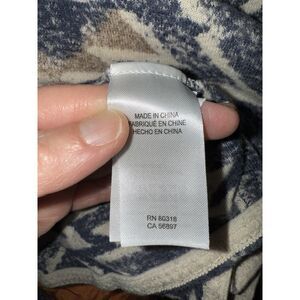 MADE IN CHINA
FABRIQUÉ EN CHINE
HECHO EN CHINA
RN 80318
CA 56897